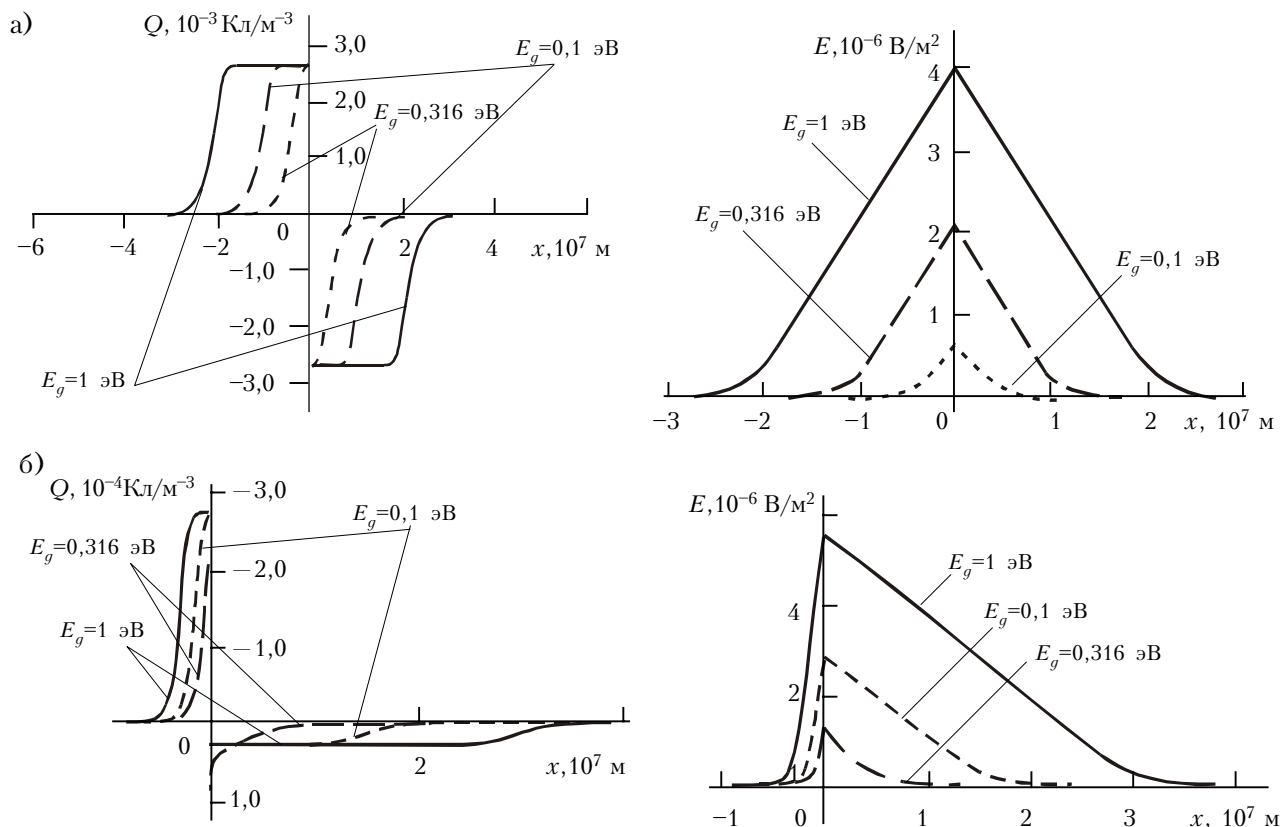 а)
Q, 10⁻³ Кл/м⁻³
3,0
2,0
1,0
0
−1,0
−2,0
−3,0
−6
−4
−2
2
4
x, 10⁷ м
E_g=0,1 эВ
E_g=0,316 эВ
E_g=1 эВ
E, 10⁻⁶ В/м²
4
3
2
1
−3
−2
−1
0
1
2
x, 10⁷ м
E_g=1 эВ
E_g=0,316 эВ
E_g=0,1 эВ
б)
Q, 10⁻⁴ Кл/м⁻³
−3,0
−2,0
−1,0
0
1,0
2
x, 10⁷ м
E_g=0,1 эВ
E_g=0,316 эВ
E_g=1 эВ
E, 10⁻⁶ В/м²
4
2
1
−1
0
1
2
3
x, 10⁷ м
E_g=1 эВ
E_g=0,1 эВ
E_g=0,316 эВ